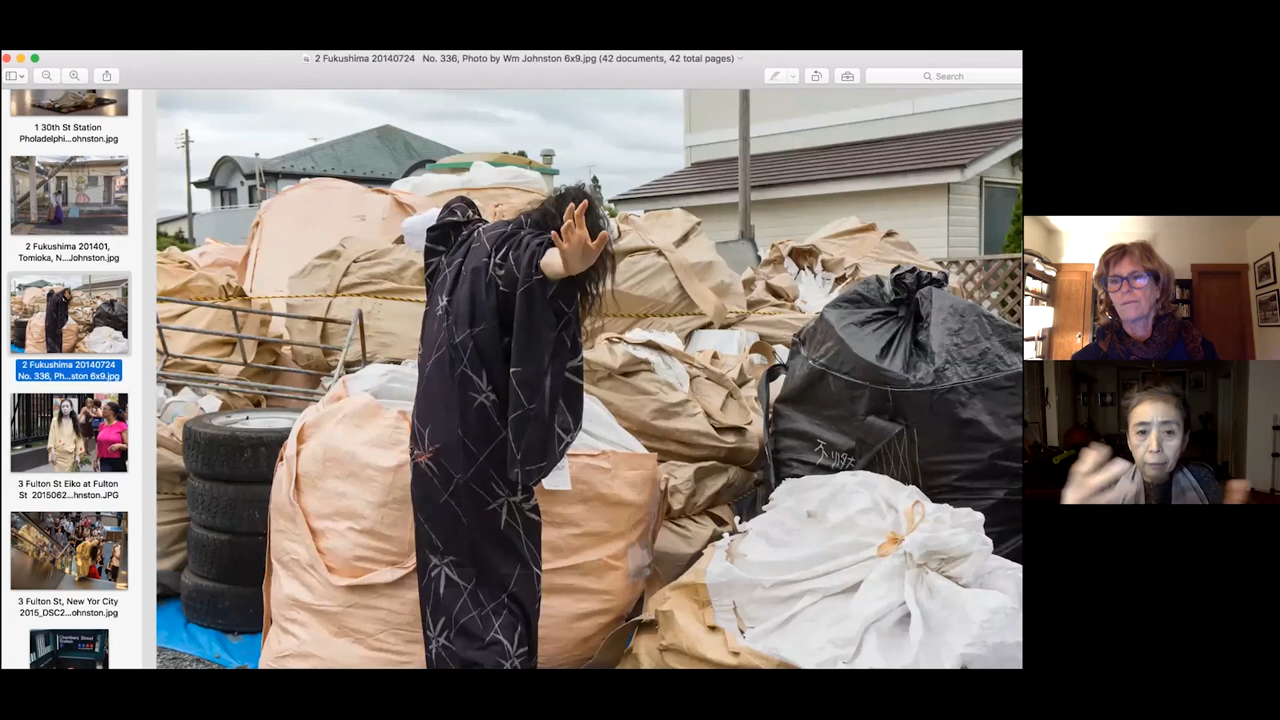 2 Fukushima 20140724 No. 336, Photo by Wm Johnston 6x9.jpg (42 documents, 42 total pages)
Search
1 30th St Station
Pholadelphi...ohnston.jpg
2 Fukushima 201401,
Tomioka, N...Johnston.jpg
2 Fukushima 20140724
No. 336, Ph...ston 6x9.jpg
3 Fulton St Eiko at Fulton
St 2015062...hnston.JPG
3 Fulton St, New Yor City
2015_DSC2...ohnston.jpg
Chambers Street
Station